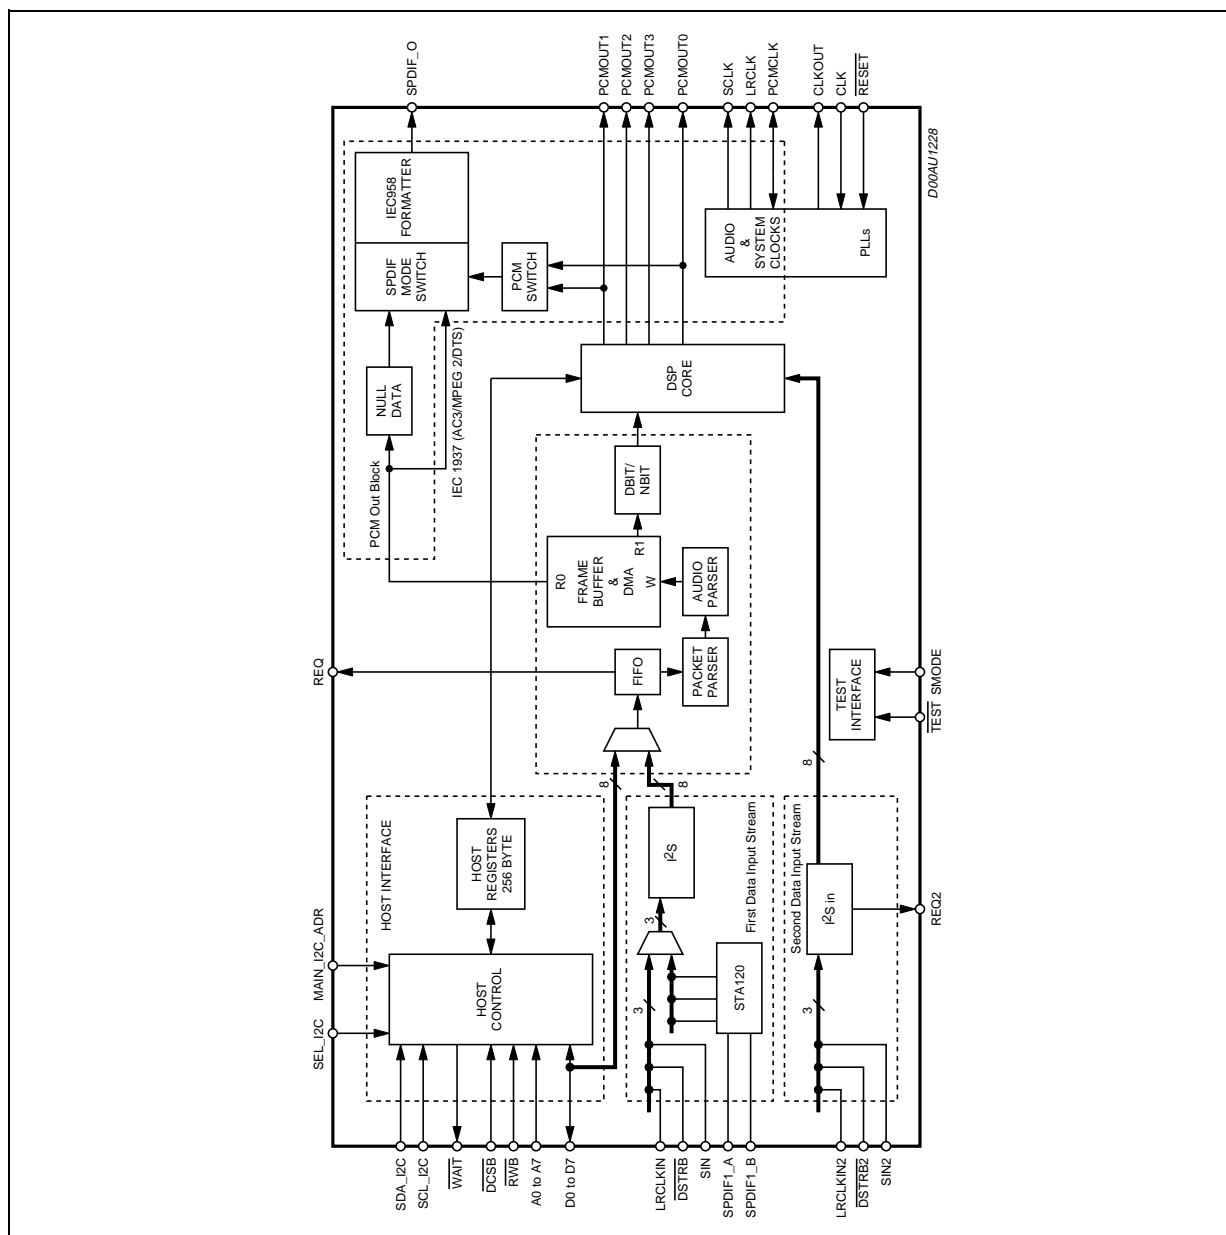 SPDIF_O
PCMOUT1
PCMOUT2
PCMOUT3
PCMOUT0
SCLK
LRCLK
PCMCLK
CLKOUT
CLK
RESET
D00AU1228
IEC958
FORMATTER
SPDIF
MODE
SWITCH
PCM
SWITCH
AUDIO
&
SYSTEM
CLOCKS
PLLs
NULL
DATA
PCM Out Block
IEC 1937 (AC3/MPEG 2/DTS)
DSP
CORE
DBIT/
NBIT
R0
FRAME
BUFFER
&
DMA
R1
W
AUDIO
PARSER
PACKET
PARSER
FIFO
REQ
TEST
INTERFACE
TEST
SMODE
8
8
8
HOST INTERFACE
HOST
REGISTERS
256 BYTE
HOST
CONTROL
MAIN_I2C_ADR
SEL_I2C
I2S
First Data Input Stream
3
3
STA120
Second Data Input Stream
I2S in
3
REQ2
SDA_I2C
SCL_I2C
WAIT
DCSB
RWB
A0 to A7
D0 to D7
LRCLKIN
DSTRB
SIN
SPDIF1_A
SPDIF1_B
LRCLKIN2
DSTRB2
SIN2